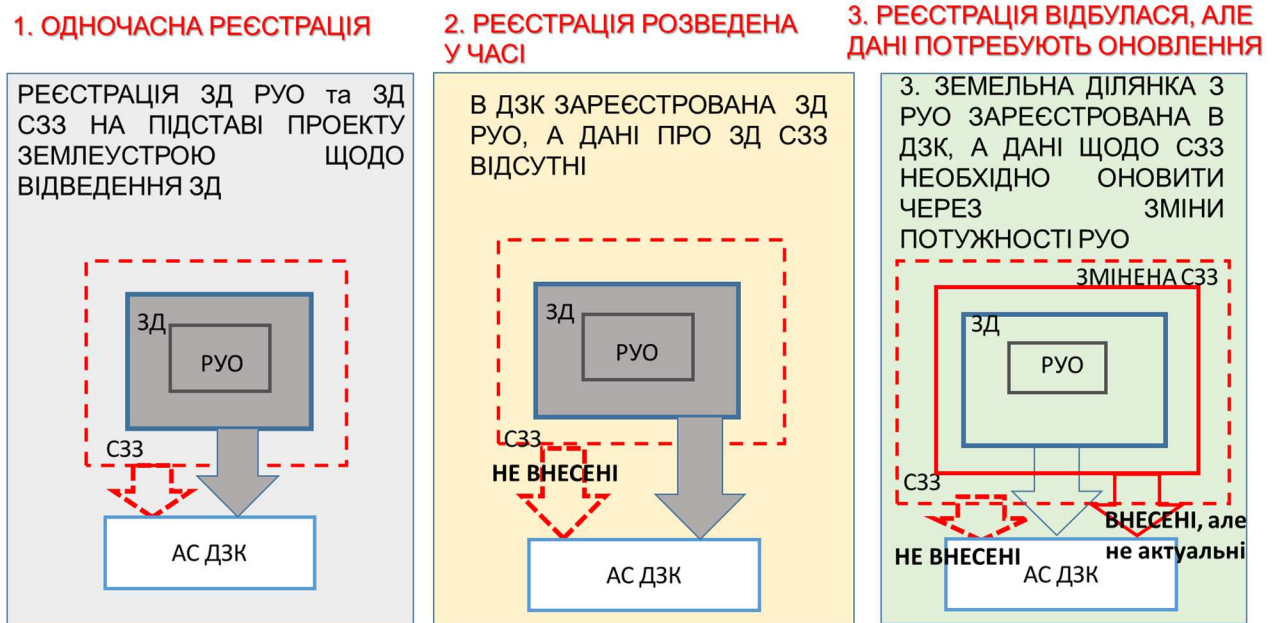 1. ОДНОЧАСНА РЕЄСТРАЦІЯ
РЕЄСТРАЦІЯ ЗД РУО та ЗД
СЗЗ НА ПІДСТАВІ ПРОЕКТУ
ЗЕМЛЕУСТРОЮ ЩОДО
ВІДВЕДЕННЯ ЗД
ЗД
РУО
СЗЗ
АС ДЗК
2. РЕЄСТРАЦІЯ РОЗВЕДЕНА
У ЧАСІ
В ДЗК ЗАРЕЄСТРОВАНА ЗД
РУО, А ДАНІ ПРО ЗД СЗЗ
ВІДСУТНІ
ЗД
РУО
СЗЗ
НЕ ВНЕСЕНІ
АС ДЗК
3. РЕЄСТРАЦІЯ ВІДБУЛАСЯ, АЛЕ
ДАНІ ПОТРЕБУЮТЬ ОНОВЛЕННЯ
3. ЗЕМЕЛЬНА ДІЛЯНКА З
РУО ЗАРЕЄСТРОВАНА В
ДЗК, А ДАНІ ЩОДО СЗЗ
НЕОБХІДНО ОНОВИТИ
ЧЕРЕЗ ЗМІНИ
ПОТУЖНОСТІ РУО
ЗМІНЕНА СЗЗ
ЗД
РУО
СЗЗ
ВНЕСЕНІ, але
не актуальні
НЕ ВНЕСЕНІ
АС ДЗК